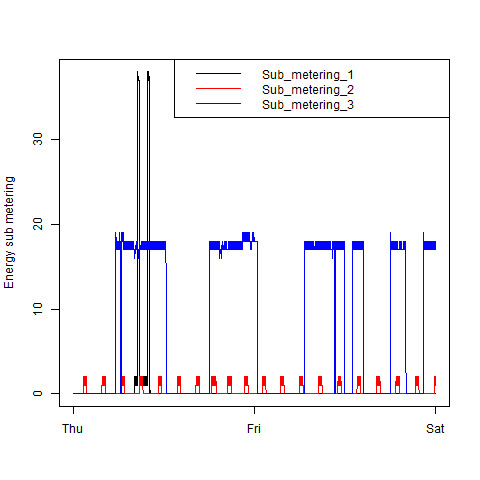 Sub_metering_1
Sub_metering_2
Sub_metering_3
Energy sub metering
30
20
10
0
Thu
Fri
Sat